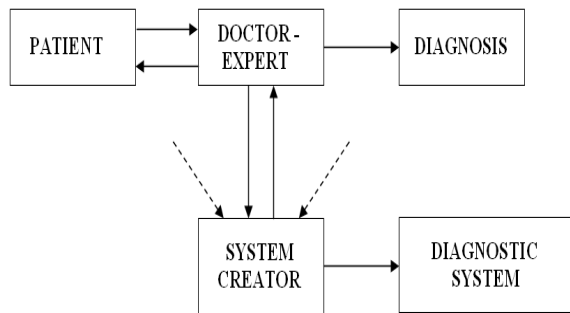 PATIENT
DOCTOR -
EXPERT
DIAGNOSIS
SYSTEM
CREATOR
DIAGNOSTIC
SYSTEM